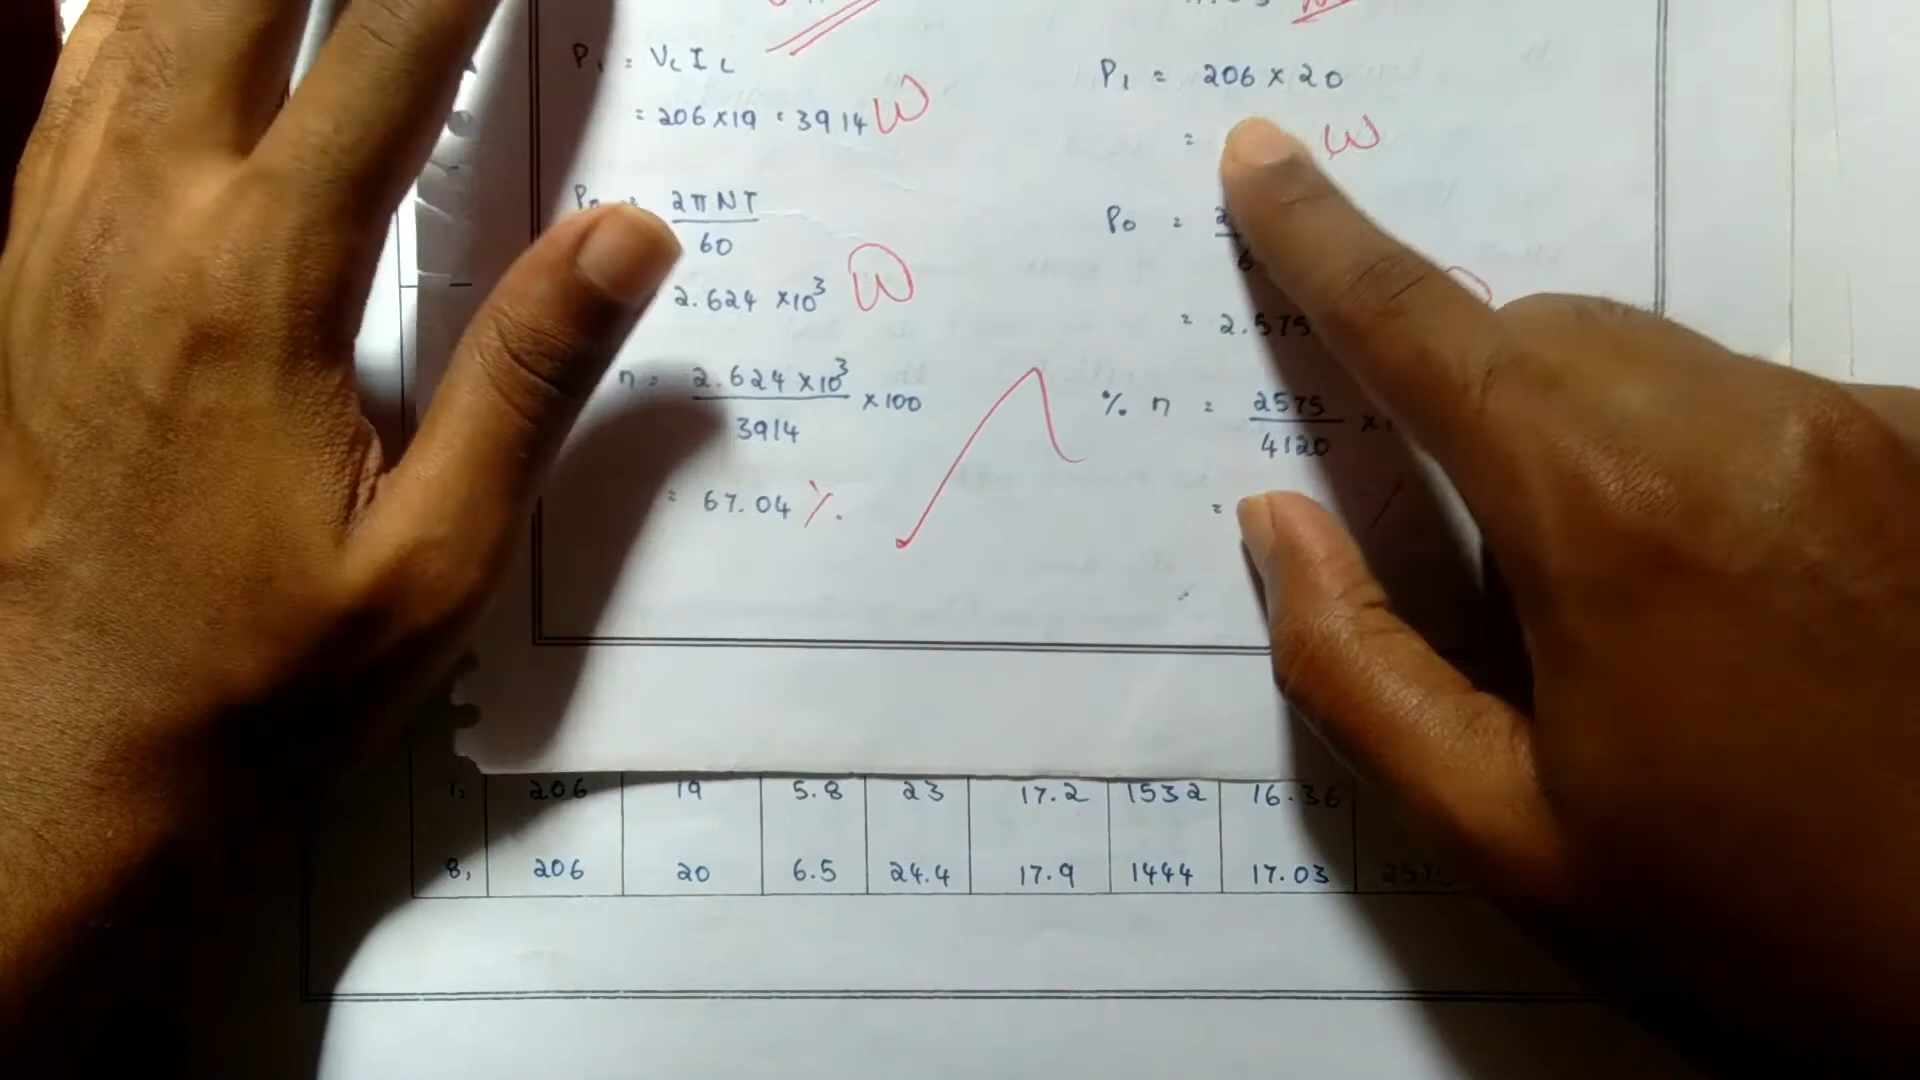 P₁ = V_L I_L
= 206 × 19 = 3914 W
2πNT
60
2.624 × 10³ W
η = 2.624 × 10³ × 100
3914
= 67.04 %.
P₁ = 206 × 20
= W
P₀ =
= 2.575
% η = 2575 ×
4120
=
1, 206 19 5.8 23 17.2 1532 16.36
8, 206 20 6.5 24.4 17.9 1444 17.03